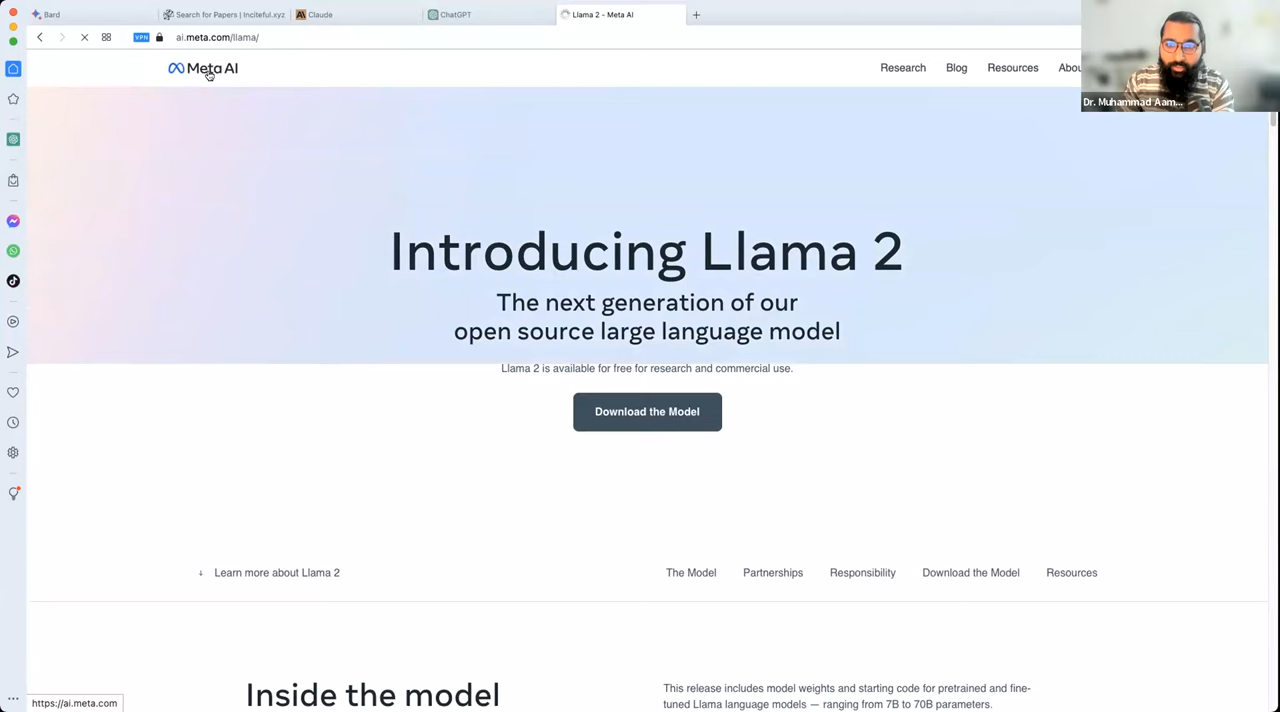 Bard
Search for Papers | Inciteful.xyz
Claude
ChatGPT
Llama 2 - Meta AI
VPN
ai.meta.com/llama/
Meta AI
Research
Blog
Resources
Abou
Dr. Muhammad Aam...
Introducing Llama 2
The next generation of our
open source large language model
Llama 2 is available for free for research and commercial use.
Download the Model
Learn more about Llama 2
The Model
Partnerships
Responsibility
Download the Model
Resources
Inside the model
This release includes model weights and starting code for pretrained and fine-
tuned Llama language models — ranging from 7B to 70B parameters.
https://ai.meta.com